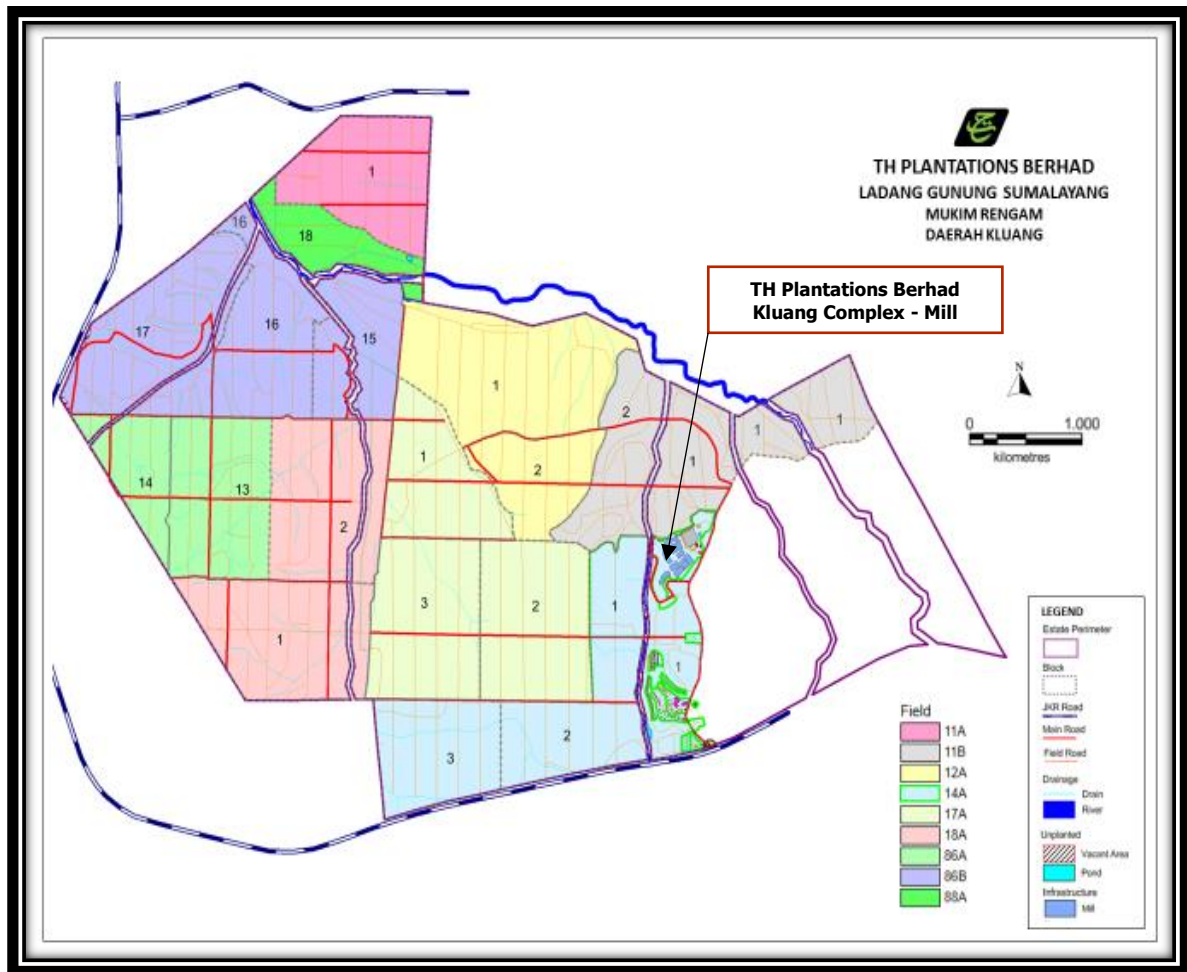 TH PLANTATIONS BERHAD
LADANG GUNUNG SUMALAYANG
MUKIM RENGAM
DAERAH KLUANG
TH Plantations Berhad
Kluang Complex - Mill
N
0 1.000
kilometres
1
18
16
17
16
15
1
2
1
1
1
1
2
14
13
2
3
2
1
1
1
3
2
LEGEND
Estate Perimeter
Block
JKR Road
Main Road
Field Road
Drainage
Drain
River
Unplanted
Vacant Area
Pond
Infrastructure
Mill
Field
11A
11B
12A
14A
17A
18A
86A
86B
88A